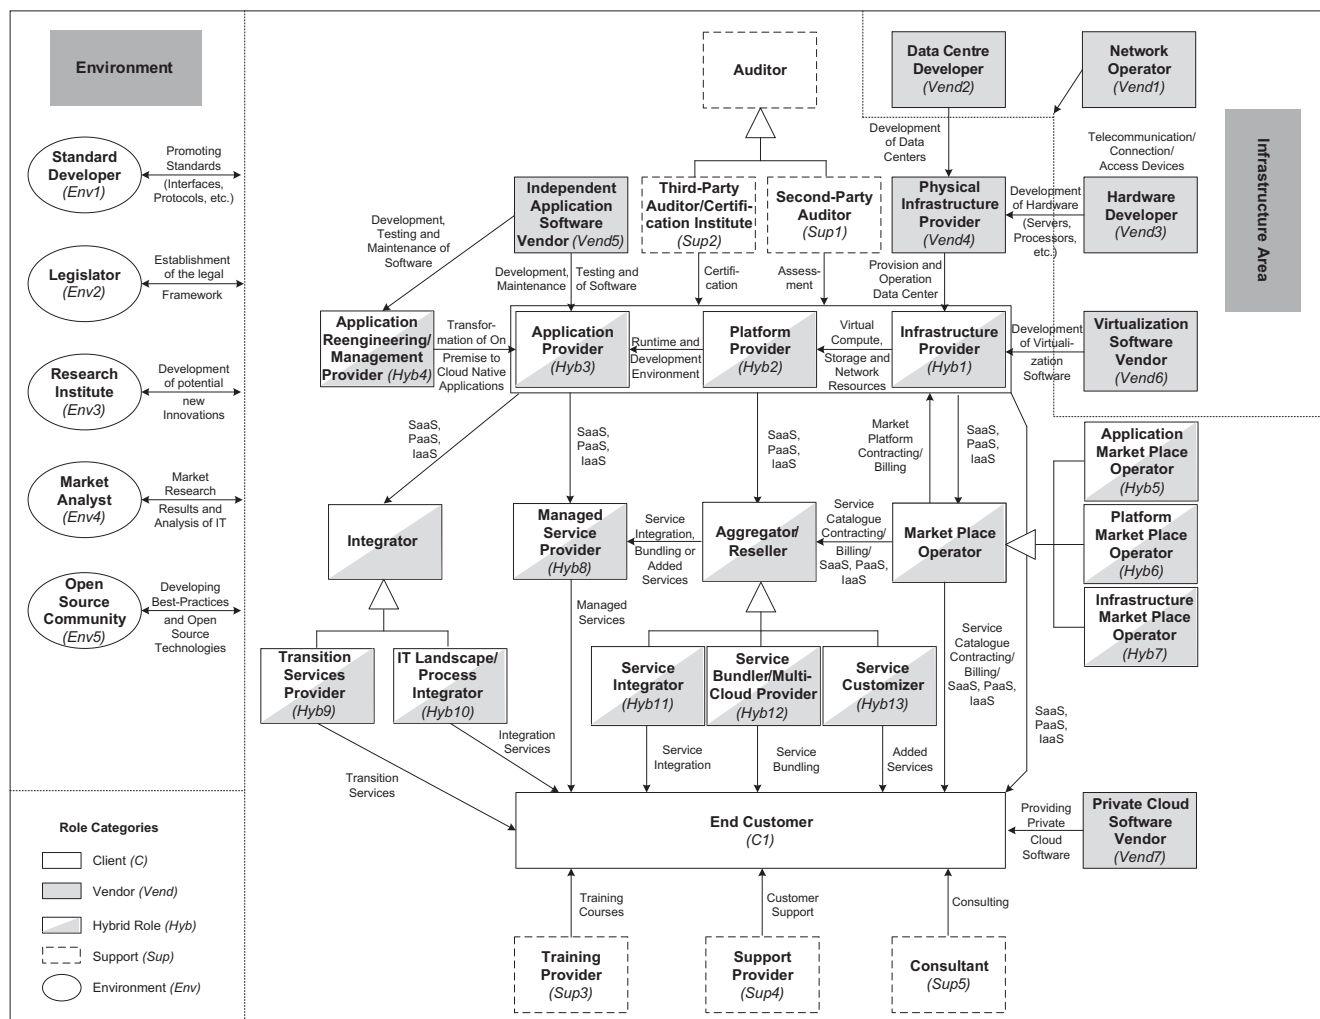 Environment
Standard
Developer
(Env1)
Promoting
Standards
(Interfaces,
Protocols, etc.)
Legislator
(Env2)
Establishment
of the legal
Framework
Research
Institute
(Env3)
Development
of potential
new
Innovations
Market
Analyst
(Env4)
Market
Research
Results and
Analysis of IT
Open
Source
Community
(Env5)
Developing
Best-Practices
and Open
Source
Technologies
Role Categories
Client (C)
Vendor (Vend)
Hybrid Role (Hyb)
Support (Sup)
Environment (Env)
Auditor
Data Centre
Developer
(Vend2)
Network
Operator
(Vend1)
Infrastructure Area
Development
of Data
Centers
Telecommunication/
Connection/
Access Devices
Independent
Application
Software
Vendor (Vend5)
Third-Party
Auditor/Certifi-
cation Institute
(Sup2)
Second-Party
Auditor
(Sup1)
Physical
Infrastructure
Provider
(Vend4)
Development
of Hardware
(Servers,
Processors,
etc.)
Hardware
Developer
(Vend3)
Development,
Testing and
Maintenance of
Software
Development,
Maintenance
Testing and
of Software
Certifi-
cation
Assess-
ment
Provision and
Operation
Data Center
Application
Reengineering/
Management
Provider (Hyb4)
Transfor-
mation of On
Premise to
Cloud Native
Applications
Application
Provider
(Hyb3)
Runtime and
Development
Environment
Platform
Provider
(Hyb2)
Virtual
Compute,
Storage and
Network
Resources
Infrastructure
Provider
(Hyb1)
Development
of Virtuali-
zation
Software
Virtualization
Software
Vendor
(Vend6)
SaaS,
PaaS,
IaaS
SaaS,
PaaS,
IaaS
SaaS,
PaaS,
IaaS
Market
Platform
Contracting/
Billing
SaaS,
PaaS,
IaaS
Application
Market Place
Operator
(Hyb5)
Integrator
Managed
Service
Provider
(Hyb8)
Service
Integration,
Bundling or
Added
Services
Aggregator/
Reseller
Service
Catalogue
Contracting/
Billing/
SaaS, PaaS,
IaaS
Market Place
Operator
Platform
Market Place
Operator
(Hyb6)
Infrastructure
Market Place
Operator
(Hyb7)
Managed
Services
Service
Catalogue
Contracting/
Billing/
SaaS, PaaS,
IaaS
Transition
Services
Provider
(Hyb9)
IT Landscape/
Process
Integrator
(Hyb10)
Service
Integrator
(Hyb11)
Service
Bundler/Multi-
Cloud Provider
(Hyb12)
Service
Customizer
(Hyb13)
SaaS,
PaaS,
IaaS
Transition
Services
Integration
Services
Service
Integration
Service
Bundling
Added
Services
End Customer
(C1)
Providing
Private
Cloud
Software
Private Cloud
Software
Vendor
(Vend7)
Training
Courses
Customer
Support
Consulting
Training
Provider
(Sup3)
Support
Provider
(Sup4)
Consultant
(Sup5)